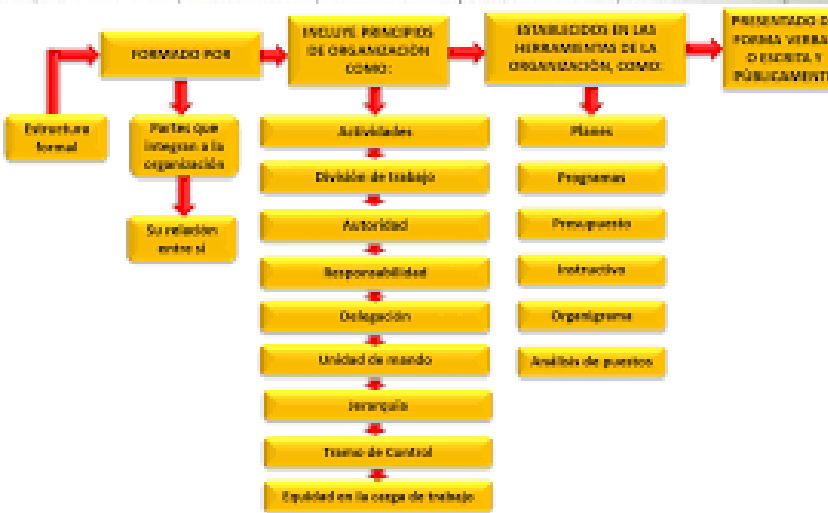 Estructura
formal
FORMADO POR
Partes que
integran a la
organización
Su relación
entre sí
INCLUYE PRINCIPIOS
DE ORGANIZACIÓN
COMO:
Actividades
División de trabajo
Autoridad
Responsabilidad
Delegación
Unidad de mando
Jerarquía
Tramo de Control
Equidad en la carga de trabajo
ESTABLECIDOS EN LAS
HERRAMIENTAS DE LA
ORGANIZACIÓN, COMO:
Planes
Programas
Presupuesto
Instructivo
Organigrama
Análisis de puestos
PRESENTADO D
FORMA VERBA
O ESCRITA Y
PÚBLICAMENT